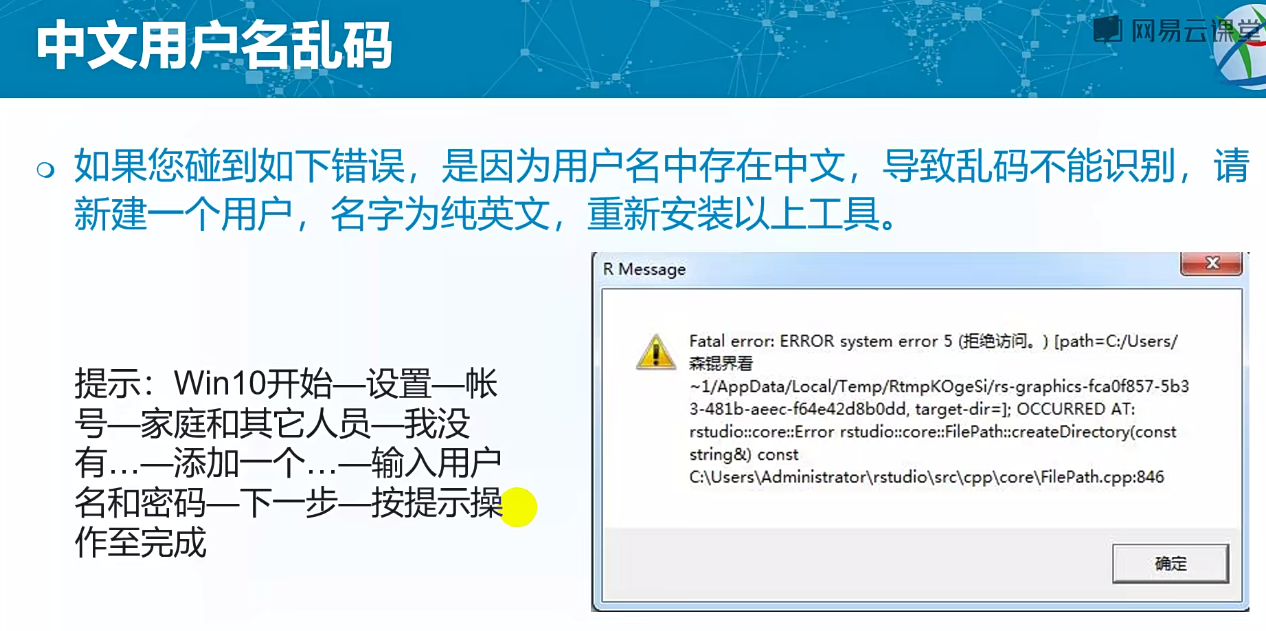 中文用户名乱码
网易云课堂
如果您碰到如下错误，是因为用户名中存在中文，导致乱码不能识别，请
新建一个用户，名字为纯英文，重新安装以上工具。
提示：Win10开始—设置—帐
号—家庭和其它人员—我没
有…—添加一个…—输入用户
名和密码—下一步—按提示操
作至完成
R Message
Fatal error: ERROR system error 5 (拒绝访问。) [path=C:/Users/
森锟界看
~1/AppData/Local/Temp/RtmpKOgeSi/rs-graphics-fca0f857-5b3
3-481b-aeec-f64e42d8b0dd, target-dir=]; OCCURRED AT:
rstudio::core::Error rstudio::core::FilePath::createDirectory(const
string&) const
C:\Users\Administrator\rstudio\src\cpp\core\FilePath.cpp:846
确定